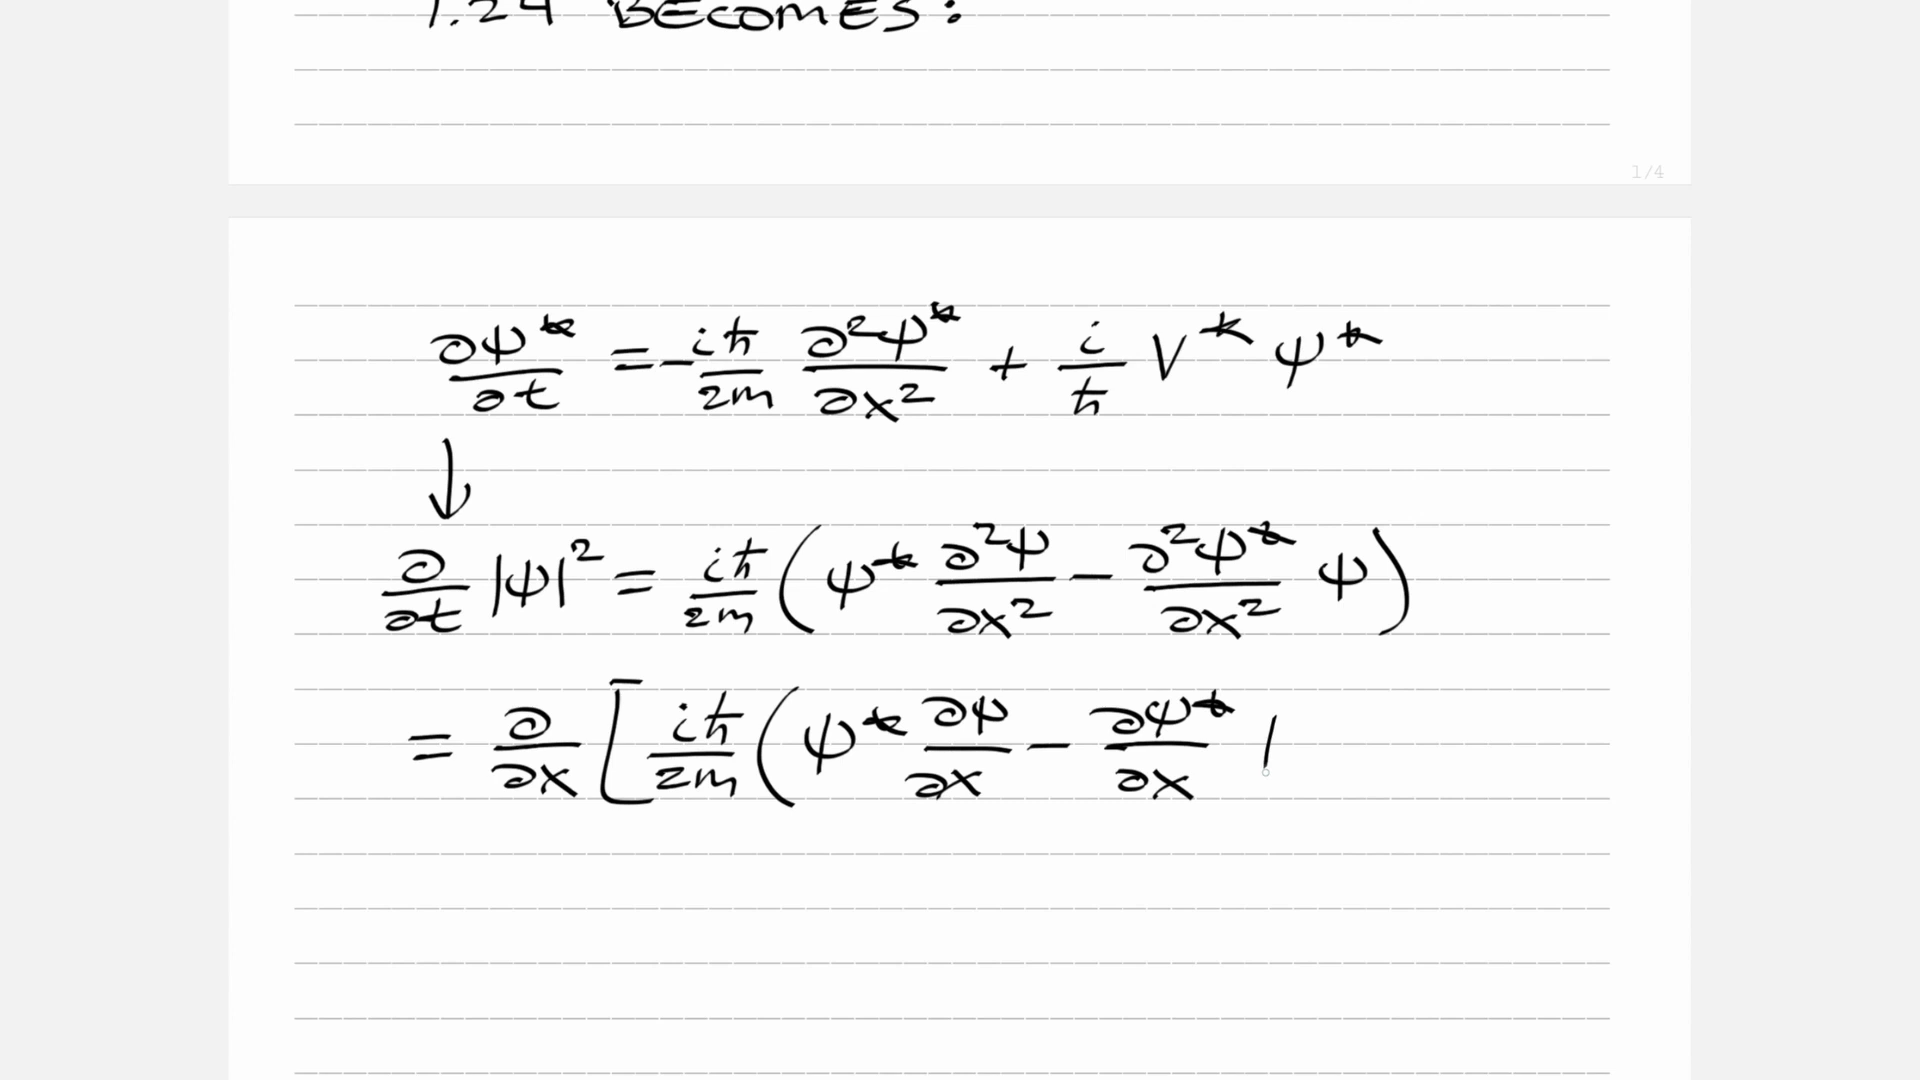 1.24 BECOMES:
1/4
∂ψ*/∂t = -iħ/2m ∂²ψ*/∂x² + i/ħ V* ψ*
↓
∂/∂t |ψ|² = iħ/2m (ψ* ∂²ψ/∂x² - ∂²ψ*/∂x² ψ)
= ∂/∂x [iħ/2m (ψ* ∂ψ/∂x - ∂ψ*/∂x